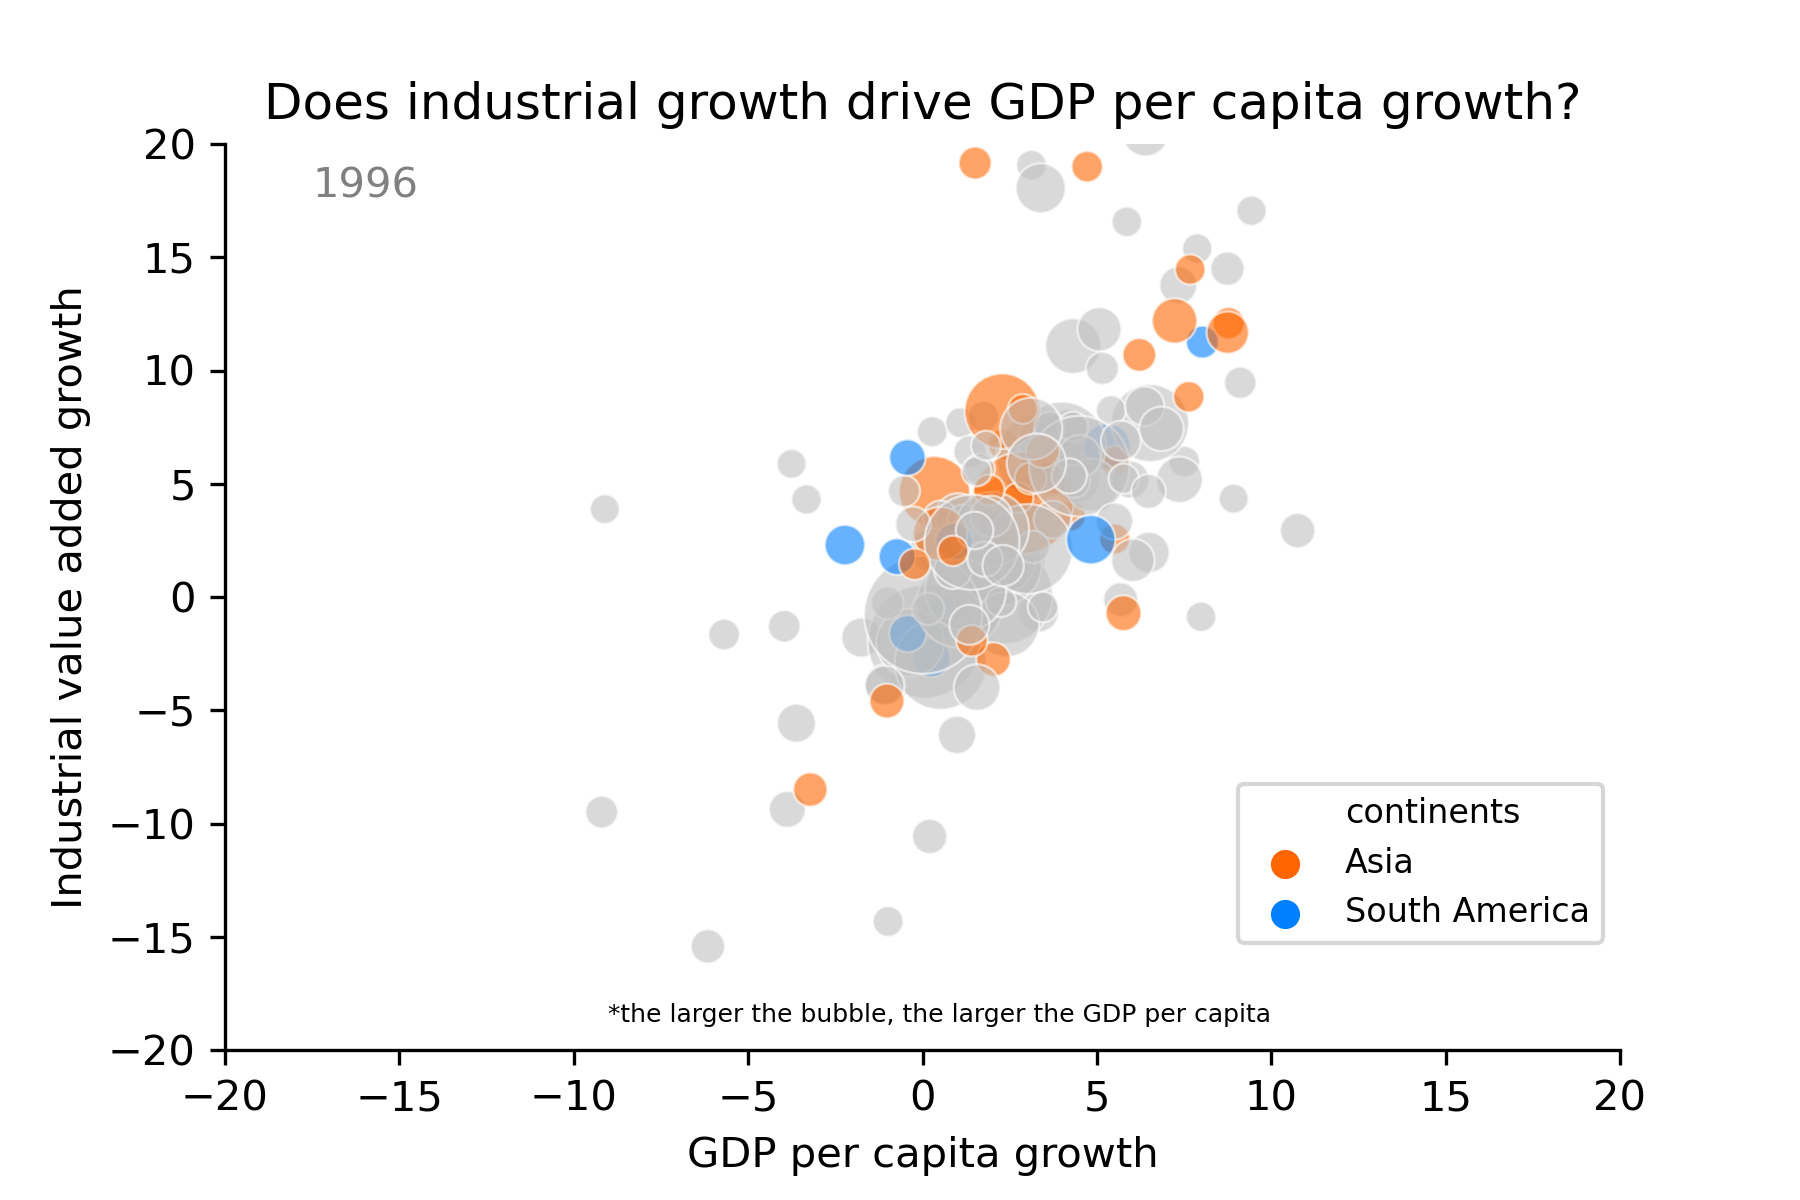 Does industrial growth drive GDP per capita growth?
1996
20
15
10
5
0
−5
−10
−15
−20
Industrial value added growth
continents
Asia
South America
*the larger the bubble, the larger the GDP per capita
−20 −15 −10 −5 0 5 10 15 20
GDP per capita growth